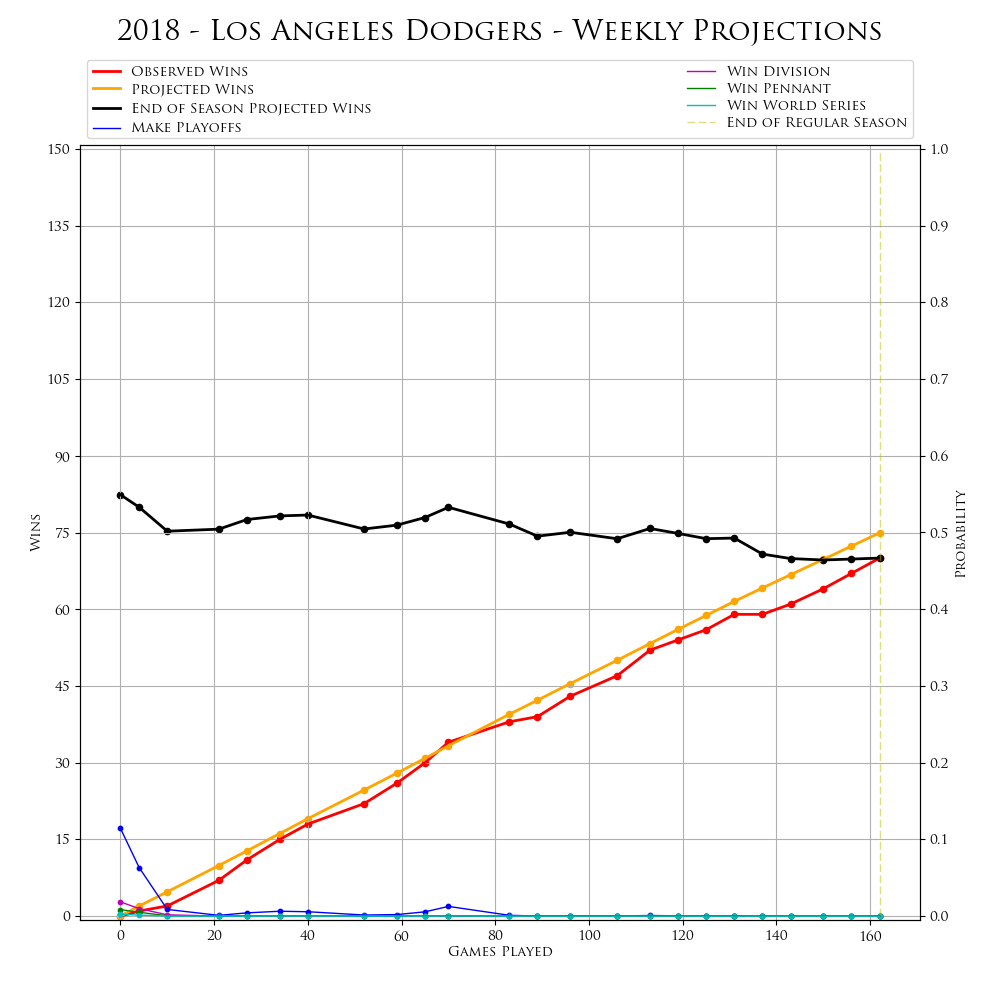 2018 - Los Angeles Dodgers - Weekly Projections
Observed Wins
Projected Wins
End of Season Projected Wins
Make Playoffs
Win Division
Win Pennant
Win World Series
End of Regular Season
150
135
120
105
90
75
60
45
30
15
0
Wins
1.0
0.9
0.8
0.7
0.6
0.5
0.4
0.3
0.2
0.1
0.0
Probability
0 20 40 60 80 100 120 140 160
Games Played